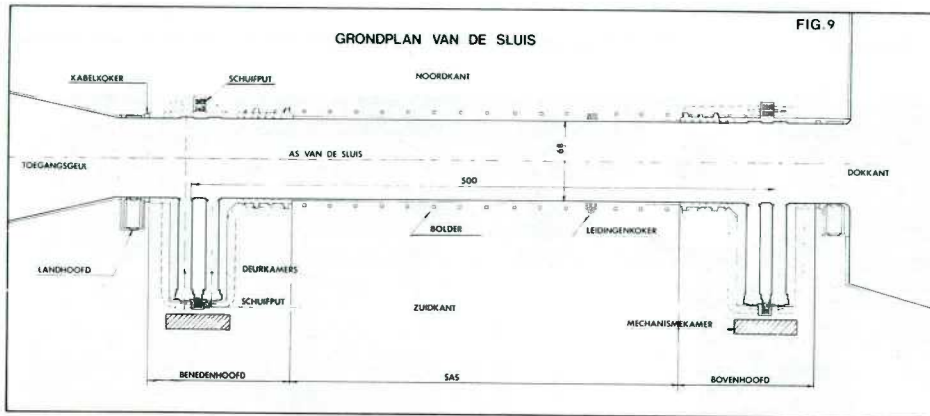 FIG.9
GRONDPLAN VAN DE SLUIS
KABELKOKER
SCHUIFPUT
NOORDKANT
AS VAN DE SLUIS
68
TOEGANGSGEUL
DOKKANT
500
BOLDER
LEIDINGENKOKER
LANDHOOFD
DEURKAMERS
SCHUIFPUT
ZUIDKANT
MECHANISMEKAMER
BENEDENHOOFD
SAS
BOVENHOOFD